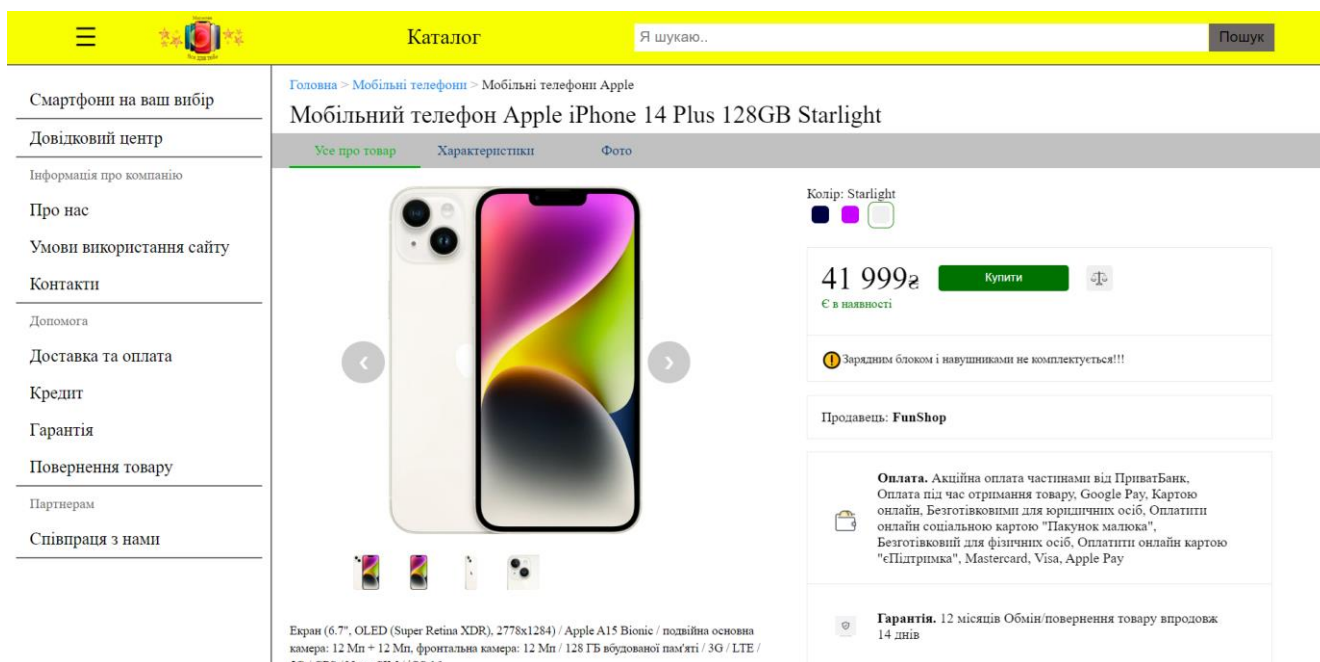 Каталог
Я шукаю..
Пошук
Смартфони на ваш вибір
Довідковий центр
Інформація про компанію
Про нас
Умови використання сайту
Контакти
Допомога
Доставка та оплата
Кредит
Гарантія
Повернення товару
Партнерам
Співпраця з нами
Головна > Мобільні телефони > Мобільні телефони Apple
Мобільний телефон Apple iPhone 14 Plus 128GB Starlight
Усе про товар
Характеристики
Фото
Екран (6.7", OLED (Super Retina XDR), 2778x1284) / Apple A15 Bionic / подвійна основна
камера: 12 Мп + 12 Мп, фронтальна камера: 12 Мп / 128 ГБ вбудованої пам'яті / 3G / LTE /
Колір: Starlight
41 999₴
Купити
Є в наявності
Зарядним блоком і навушниками не комплектується!!!
Продавець: FunShop
Оплата. Акційна оплата частинами від ПриватБанк,
Оплата під час отримання товару, Google Pay, Картою
онлайн, Безготівковими для юридичних осіб, Оплатити
онлайн соціальною картою "Пакунок малюка",
Безготівковий для фізичних осіб, Оплатити онлайн картою
"єПідтримка", Mastercard, Visa, Apple Pay
Гарантія. 12 місяців Обмін/повернення товару впродовж
14 днів